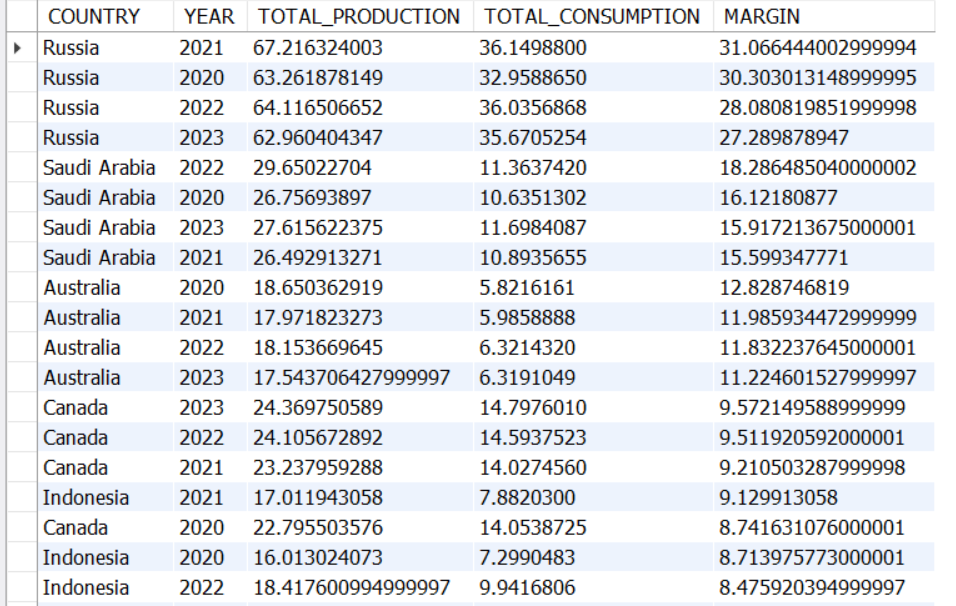 COUNTRY YEAR TOTAL_PRODUCTION TOTAL_CONSUMPTION MARGIN
Russia 2021 67.216324003 36.1498800 31.066444002999994
Russia 2020 63.261878149 32.9588650 30.303013148999995
Russia 2022 64.116506652 36.0356868 28.080819851999998
Russia 2023 62.960404347 35.6705254 27.289878947
Saudi Arabia 2022 29.65022704 11.3637420 18.286485040000002
Saudi Arabia 2020 26.75693897 10.6351302 16.12180877
Saudi Arabia 2023 27.615622375 11.6984087 15.917213675000001
Saudi Arabia 2021 26.492913271 10.8935655 15.599347771
Australia 2020 18.650362919 5.8216161 12.828746819
Australia 2021 17.971823273 5.9858888 11.985934472999999
Australia 2022 18.153669645 6.3214320 11.832237645000001
Australia 2023 17.543706427999997 6.3191049 11.224601527999997
Canada 2023 24.369750589 14.7976010 9.572149588999999
Canada 2022 24.105672892 14.5937523 9.511920592000001
Canada 2021 23.237959288 14.0274560 9.210503287999998
Indonesia 2021 17.011943058 7.8820300 9.129913058
Canada 2020 22.795503576 14.0538725 8.741631076000001
Indonesia 2020 16.013024073 7.2990483 8.713975773000001
Indonesia 2022 18.417600994999997 9.9416806 8.475920394999997